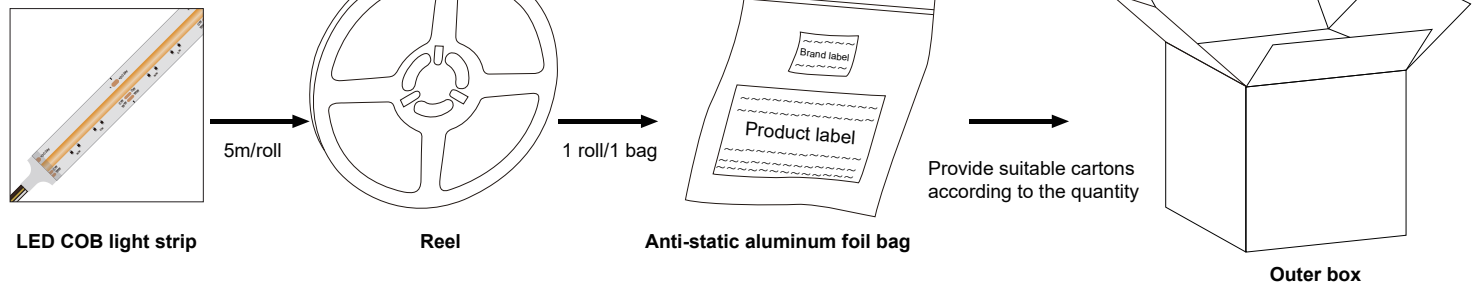 Brand label
Product label
5m/roll
1 roll/1 bag
Provide suitable cartons
according to the quantity
LED COB light strip
Reel
Anti-static aluminum foil bag
Outer box